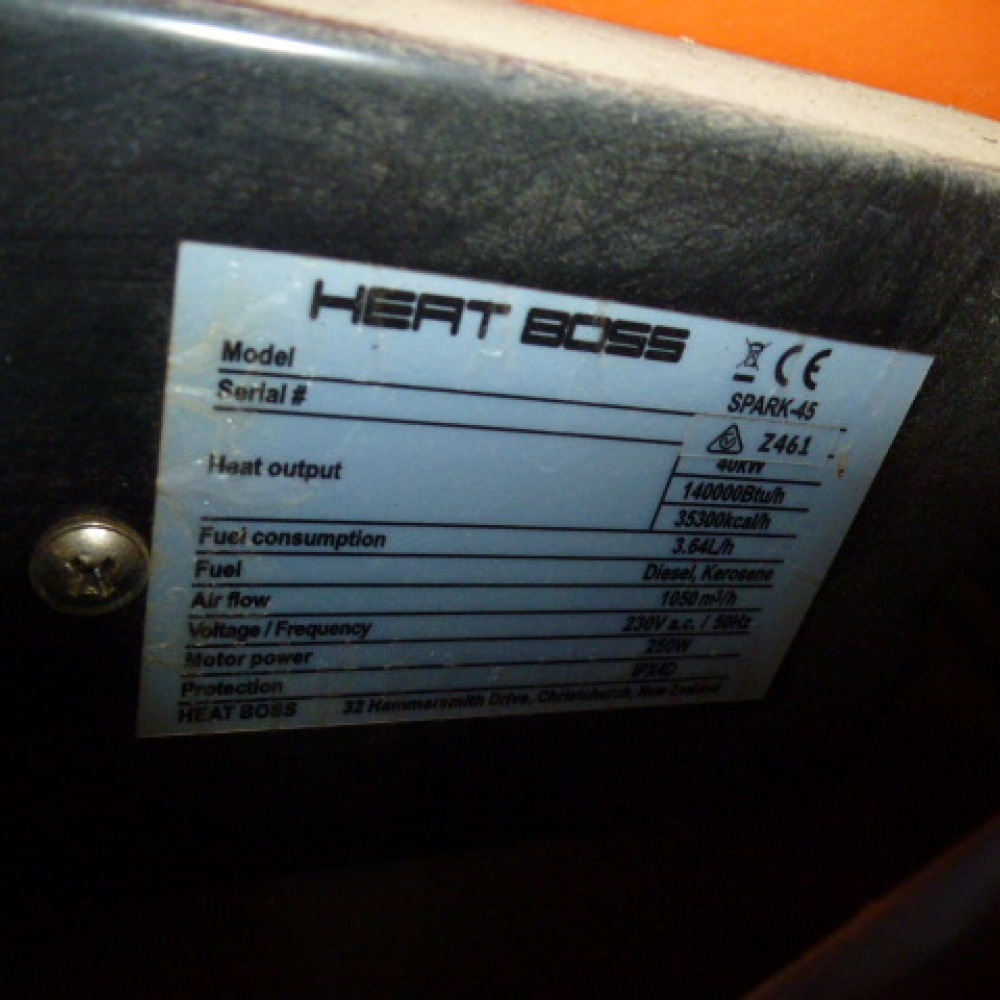 HEAT BOSS
CE
Model SPARK-45
Serial # Z461
Heat output 40kW
140000Btu/h
35300kcal/h
Fuel consumption 3.64L/h
Fuel Diesel, Kerosene
Air flow 1050 m³/h
Voltage / Frequency 230V a.c. / 50Hz
Motor power 250W
Protection IPX4D
HEAT BOSS 32 Hammersmith Drive, Christchurch, New Zealand